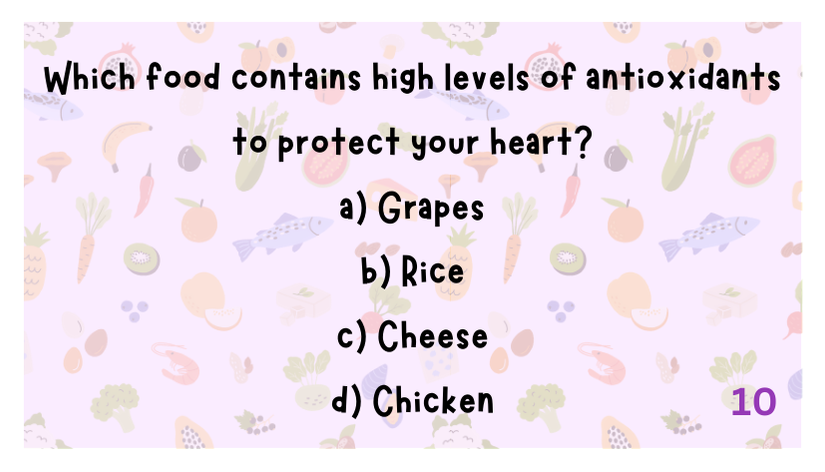 Which food contains high levels of antioxidants
to protect your heart?
a) Grapes
b) Rice
c) Cheese
d) Chicken
10